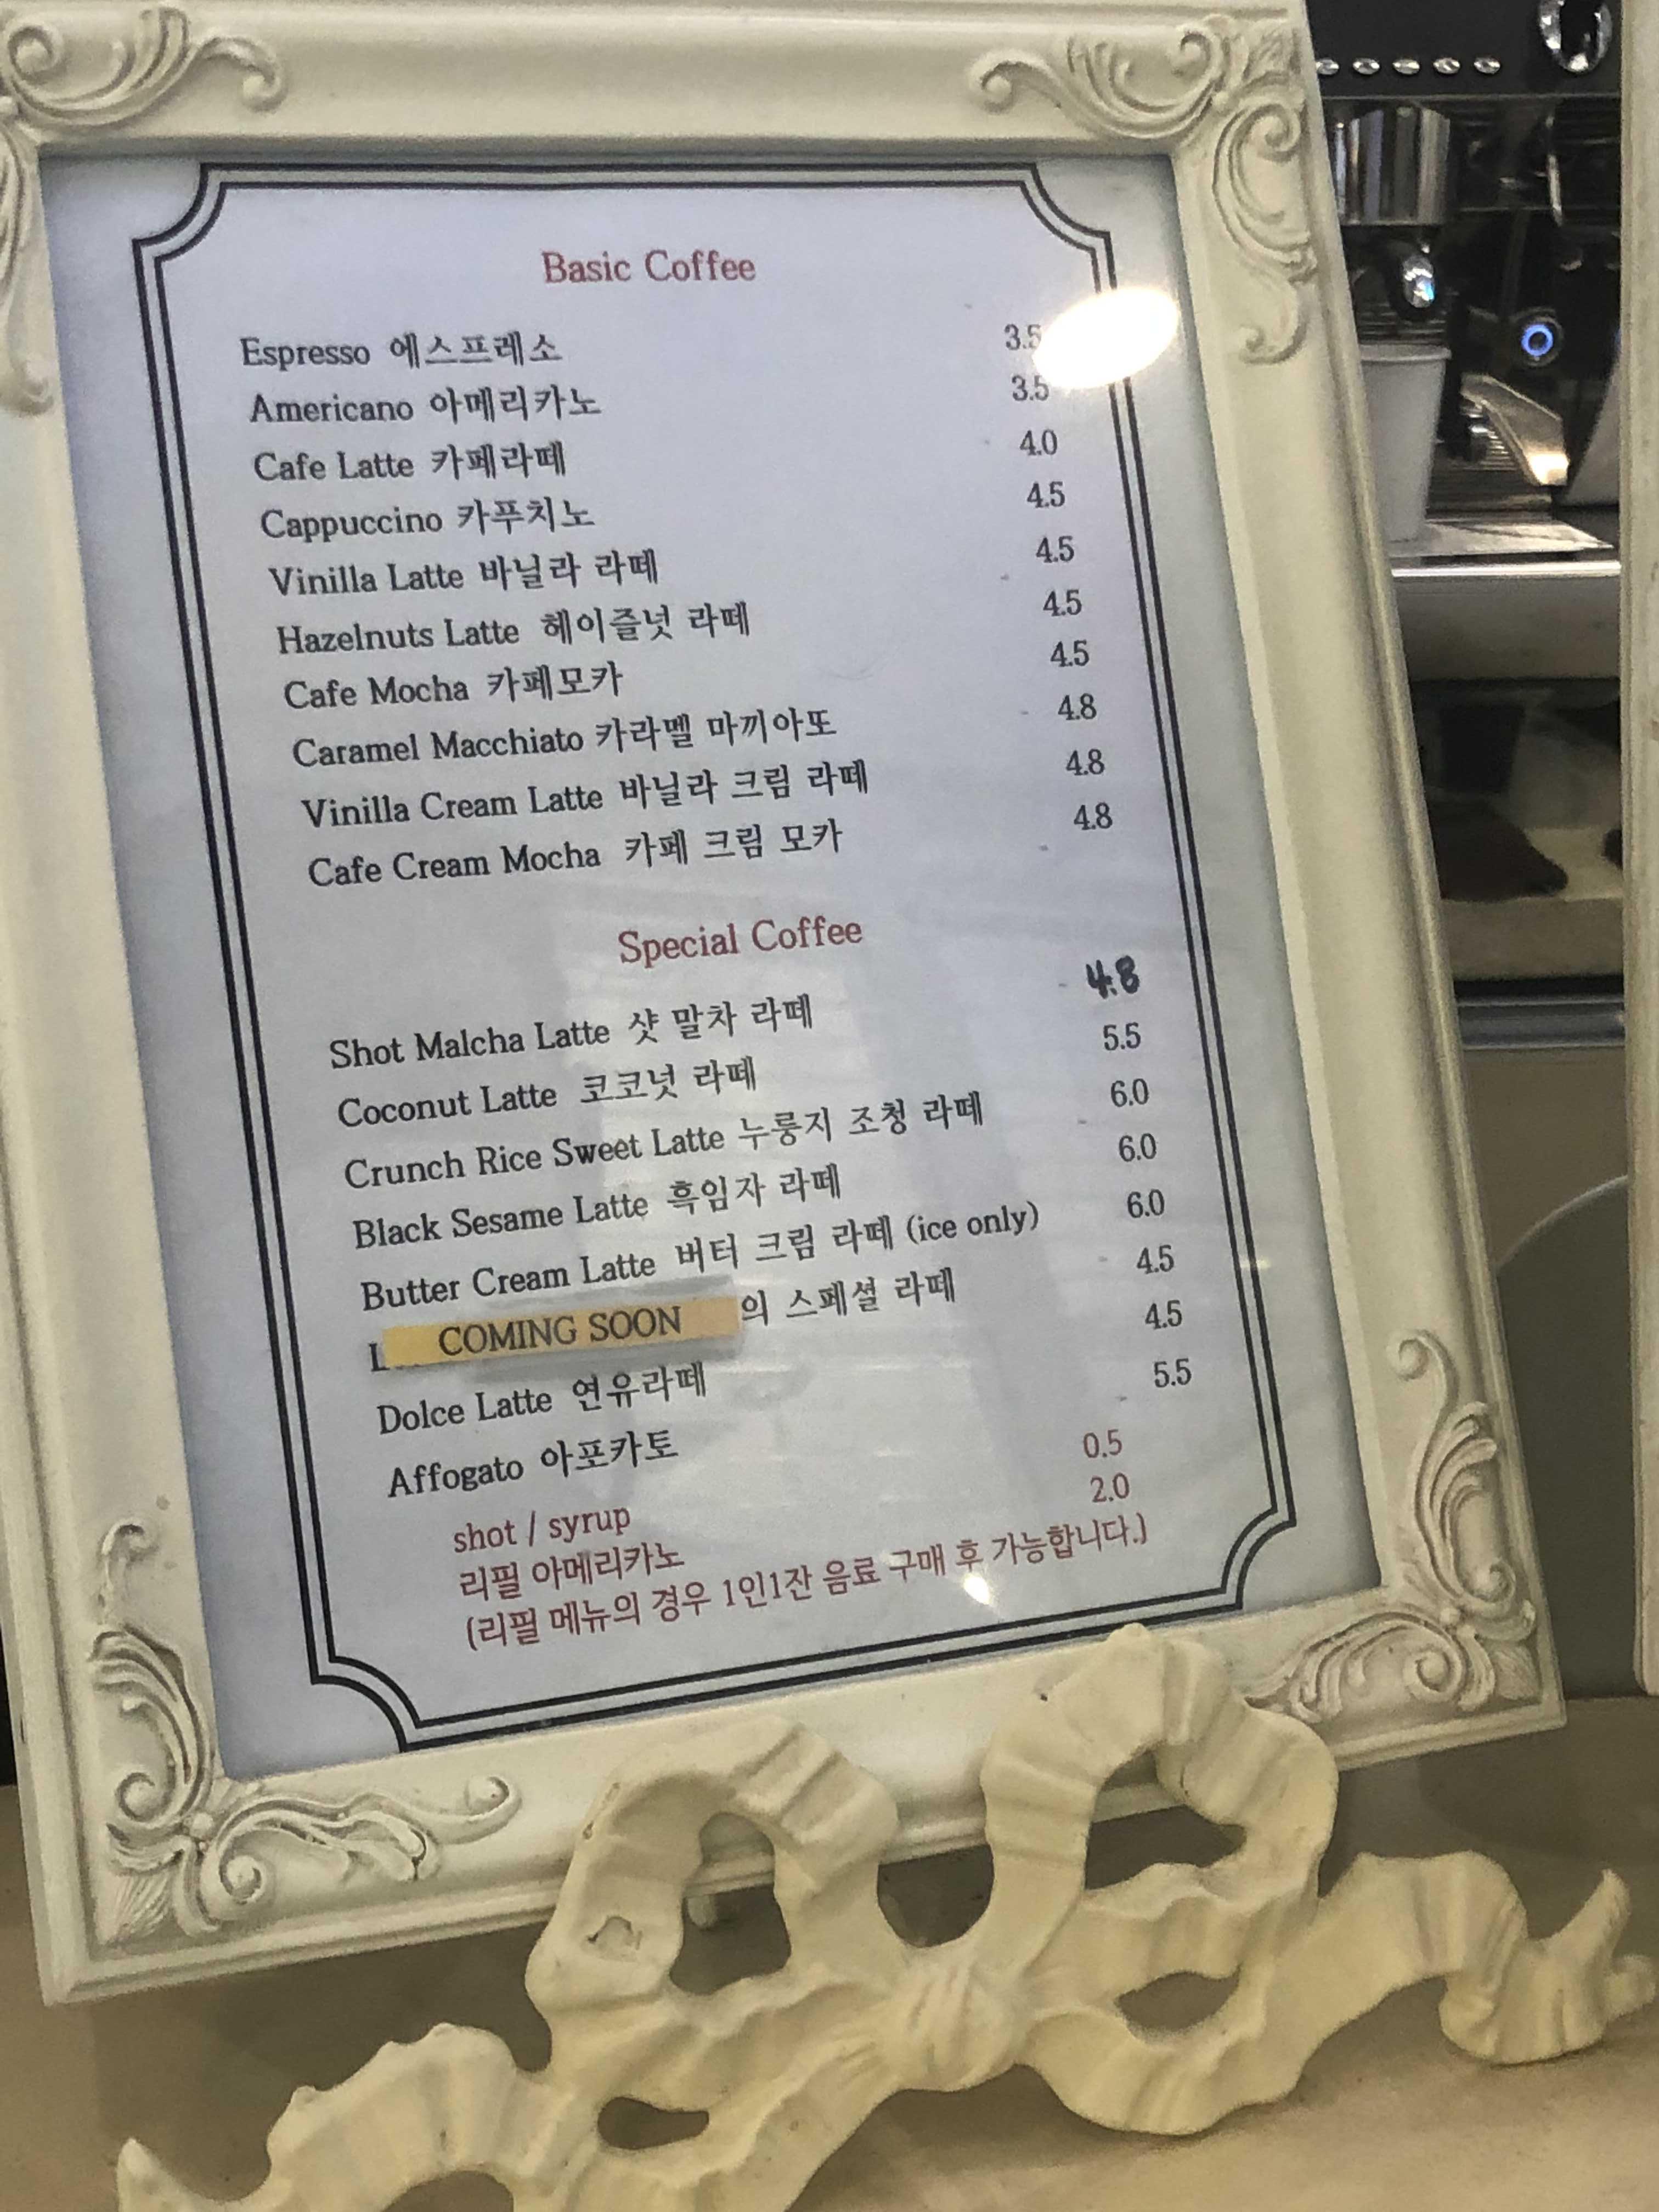 Basic Coffee
Espresso 에스프레소 3.5
Americano 아메리카노 3.5
Cafe Latte 카페라떼 4.0
Cappuccino 카푸치노 4.5
Vinilla Latte 바닐라 라떼 4.5
Hazelnuts Latte 헤이즐넛 라떼 4.5
Cafe Mocha 카페모카 4.5
Caramel Macchiato 카라멜 마끼아또 4.8
Vinilla Cream Latte 바닐라 크림 라떼 4.8
Cafe Cream Mocha 카페 크림 모카 4.8
Special Coffee
Shot Malcha Latte 샷 말차 라떼 4.8
Coconut Latte 코코넛 라떼 5.5
Crunch Rice Sweet Latte 누룽지 조청 라떼 6.0
Black Sesame Latte 흑임자 라떼 6.0
Butter Cream Latte 버터 크림 라떼 (ice only) 6.0
COMING SOON 의 스페셜 라떼 4.5
Dolce Latte 연유라떼 4.5
Affogato 아포카토 5.5
shot / syrup 0.5
리필 아메리카노 2.0
(리필 메뉴의 경우 1인1잔 음료 구매 후 가능합니다.)